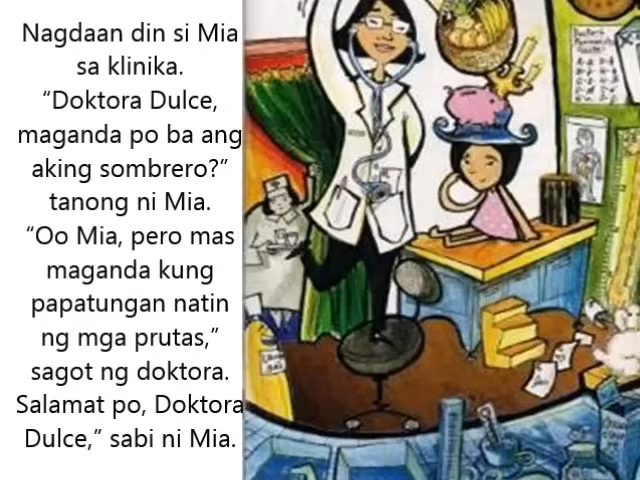 Nagdaan din si Mia
sa klinika.
“Doktora Dulce,
maganda po ba ang
aking sombrero?”
tanong ni Mia.
“Oo Mia, pero mas
maganda kung
papatungan natin
ng mga prutas,”
sagot ng doktora.
Salamat po, Doktora
Dulce,” sabi ni Mia.